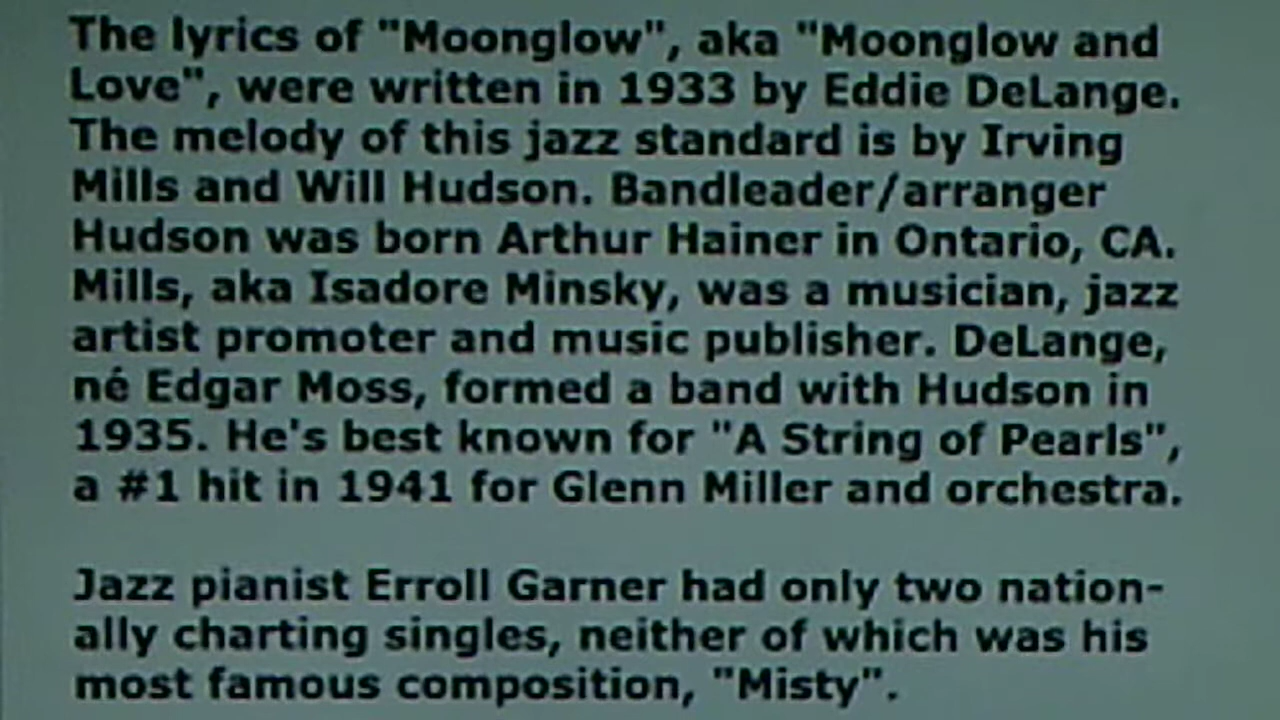 The lyrics of "Moonglow", aka "Moonglow and
Love", were written in 1933 by Eddie DeLange.
The melody of this jazz standard is by Irving
Mills and Will Hudson. Bandleader/arranger
Hudson was born Arthur Hainer in Ontario, CA.
Mills, aka Isadore Minsky, was a musician, jazz
artist promoter and music publisher. DeLange,
né Edgar Moss, formed a band with Hudson in
1935. He's best known for "A String of Pearls",
a #1 hit in 1941 for Glenn Miller and orchestra.
Jazz pianist Erroll Garner had only two nation-
ally charting singles, neither of which was his
most famous composition, "Misty".